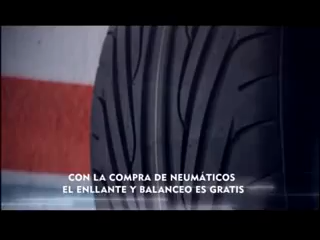 CON LA COMPRA DE NEUMÁTICOS
EL ENLLANTE Y BALANCEO ES GRATIS